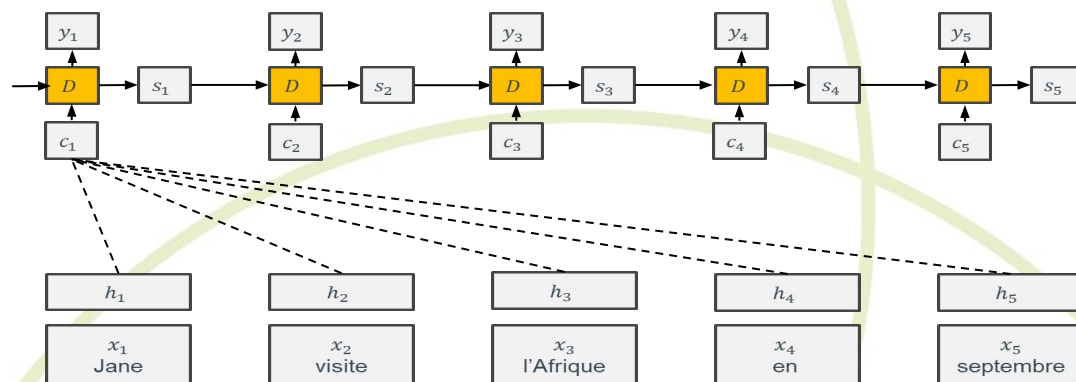 y₁ y₂ y₃ y₄ y₅
D s₁ D s₂ D s₃ D s₄ D s₅
c₁ c₂ c₃ c₄ c₅
h₁ h₂ h₃ h₄ h₅
x₁ x₂ x₃ x₄ x₅
Jane visite l'Afrique en septembre